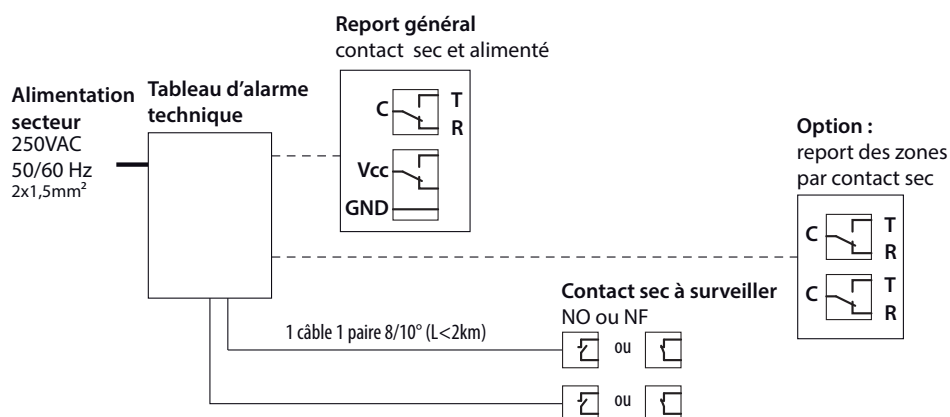 Report général
contact sec et alimenté
C
T
R
Vcc
GND
Alimentation
secteur
250VAC
50/60 Hz
2x1,5mm²
Tableau d'alarme
technique
Option :
report des zones
par contact sec
C
T
R
C
T
R
Contact sec à surveiller
NO ou NF
1 câble 1 paire 8/10° (L<2km)
ou
ou